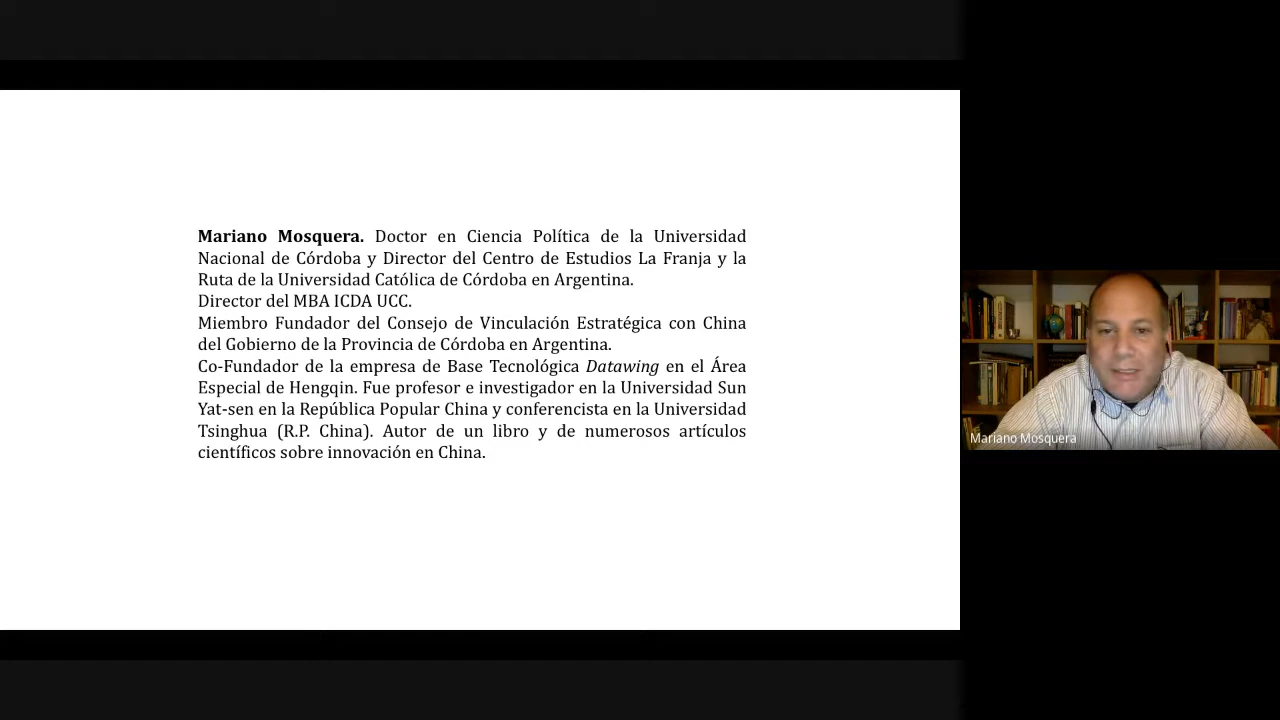 Mariano Mosquera. Doctor en Ciencia Política de la Universidad
Nacional de Córdoba y Director del Centro de Estudios La Franja y la
Ruta de la Universidad Católica de Córdoba en Argentina.
Director del MBA ICDA UCC.
Miembro Fundador del Consejo de Vinculación Estratégica con China
del Gobierno de la Provincia de Córdoba en Argentina.
Co-Fundador de la empresa de Base Tecnológica Datawing en el Área
Especial de Hengqin. Fue profesor e investigador en la Universidad Sun
Yat-sen en la República Popular China y conferencista en la Universidad
Tsinghua (R.P. China). Autor de un libro y de numerosos artículos
científicos sobre innovación en China.
Mariano Mosquera